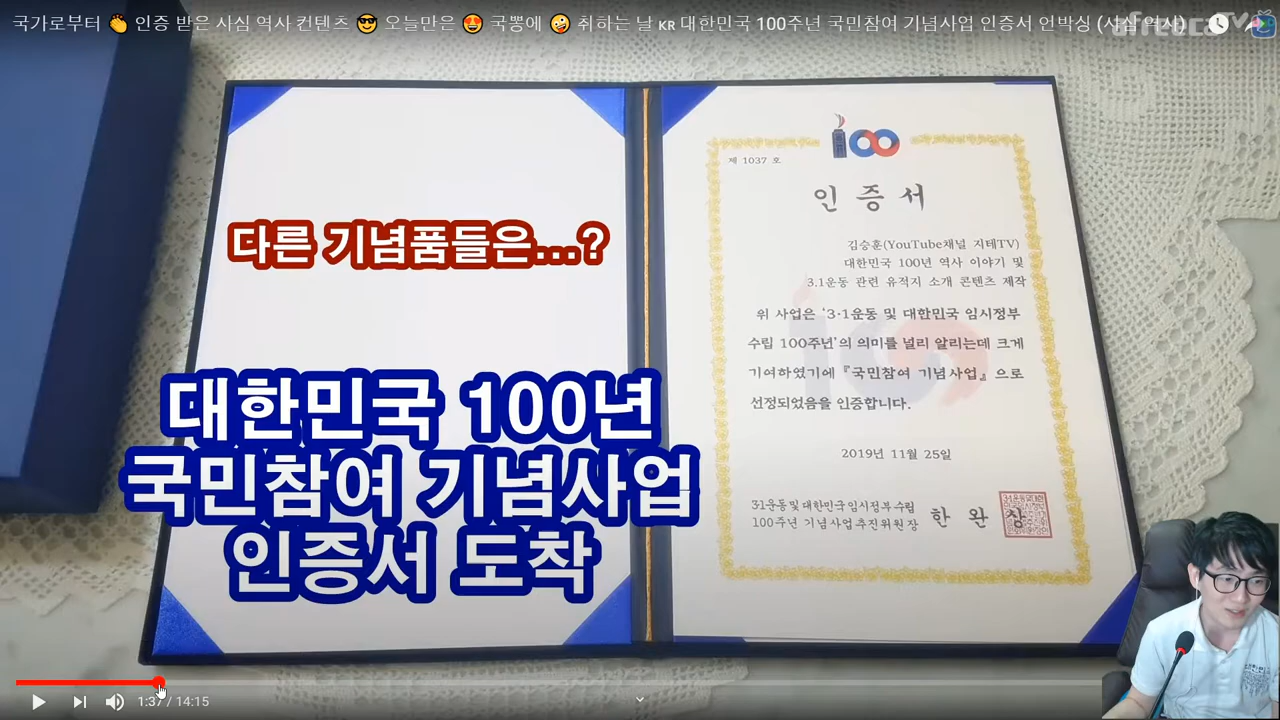 국가로부터 👏 인증 받은 사심 역사 컨텐츠 😎 오늘만은 😍 국뽕에 🤪 취하는 날 KR 대한민국 100주년 국민참여 기념사업 인증서 언박싱 (사심 역사)
afreecaTV
100
제 1037 호
인 증 서
다른 기념품들은...?
김승훈(YouTube채널 지테TV)
대한민국 100년 역사 이야기 및
3.1운동 관련 유적지 소개 콘텐츠 제작
위 사업은 '3·1운동 및 대한민국 임시정부
수립 100주년'의 의미를 널리 알리는데 크게
기여하였기에 『국민참여 기념사업』 으로
선정되었음을 인증합니다.
대한민국 100년
국민참여 기념사업
인증서 도착
2019년 11월 25일
3·1운동 및 대한민국 임시정부 수립
100주년 기념사업추진위원장 한 완 상
1:37 / 14:15